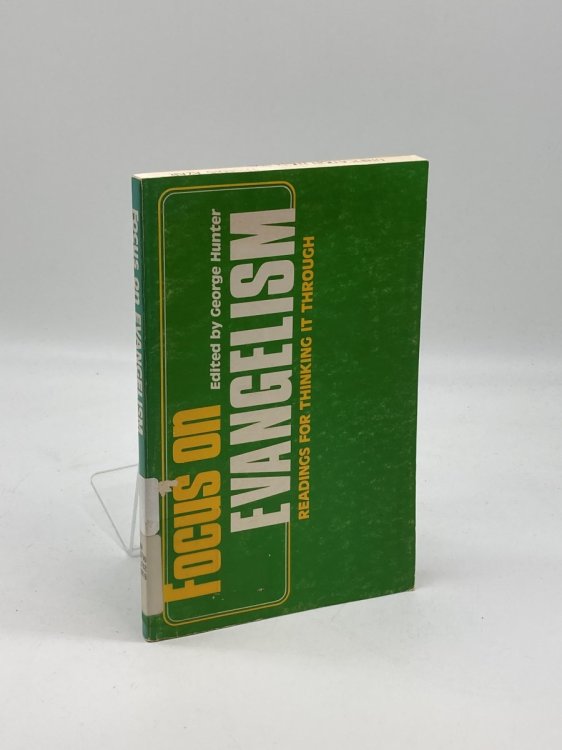 Focus on
Edited by George Hunter
EVANGELISM
READINGS FOR THINKING IT THROUGH
FOCUS ON EVANGELISM